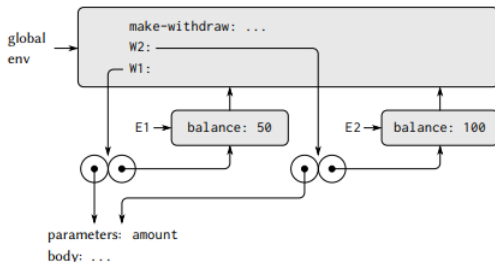 make-withdraw: ...
global
env
W2:
W1:
E1
balance: 50
E2
balance: 100
parameters: amount
body: ...